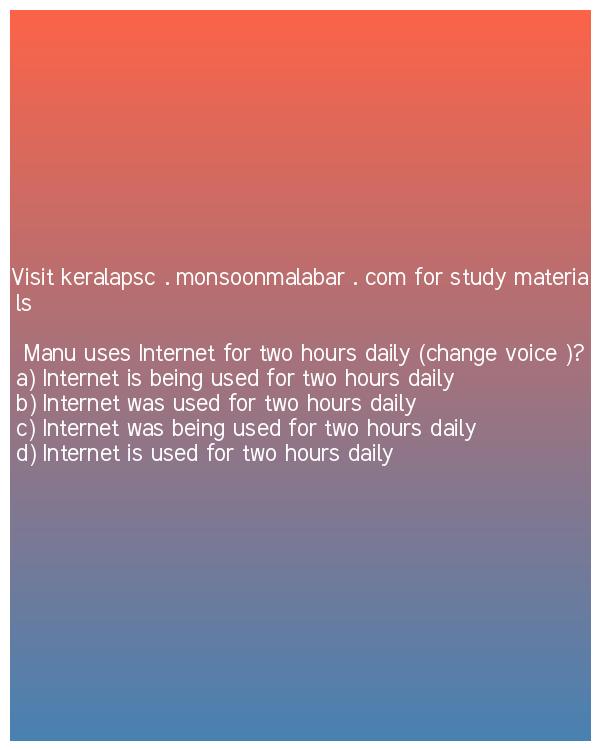 Visit keralapsc . monsoonmalabar . com for study materia
ls
Manu uses Internet for two hours daily (change voice )?
a) Internet is being used for two hours daily
b) Internet was used for two hours daily
c) Internet was being used for two hours daily
d) Internet is used for two hours daily